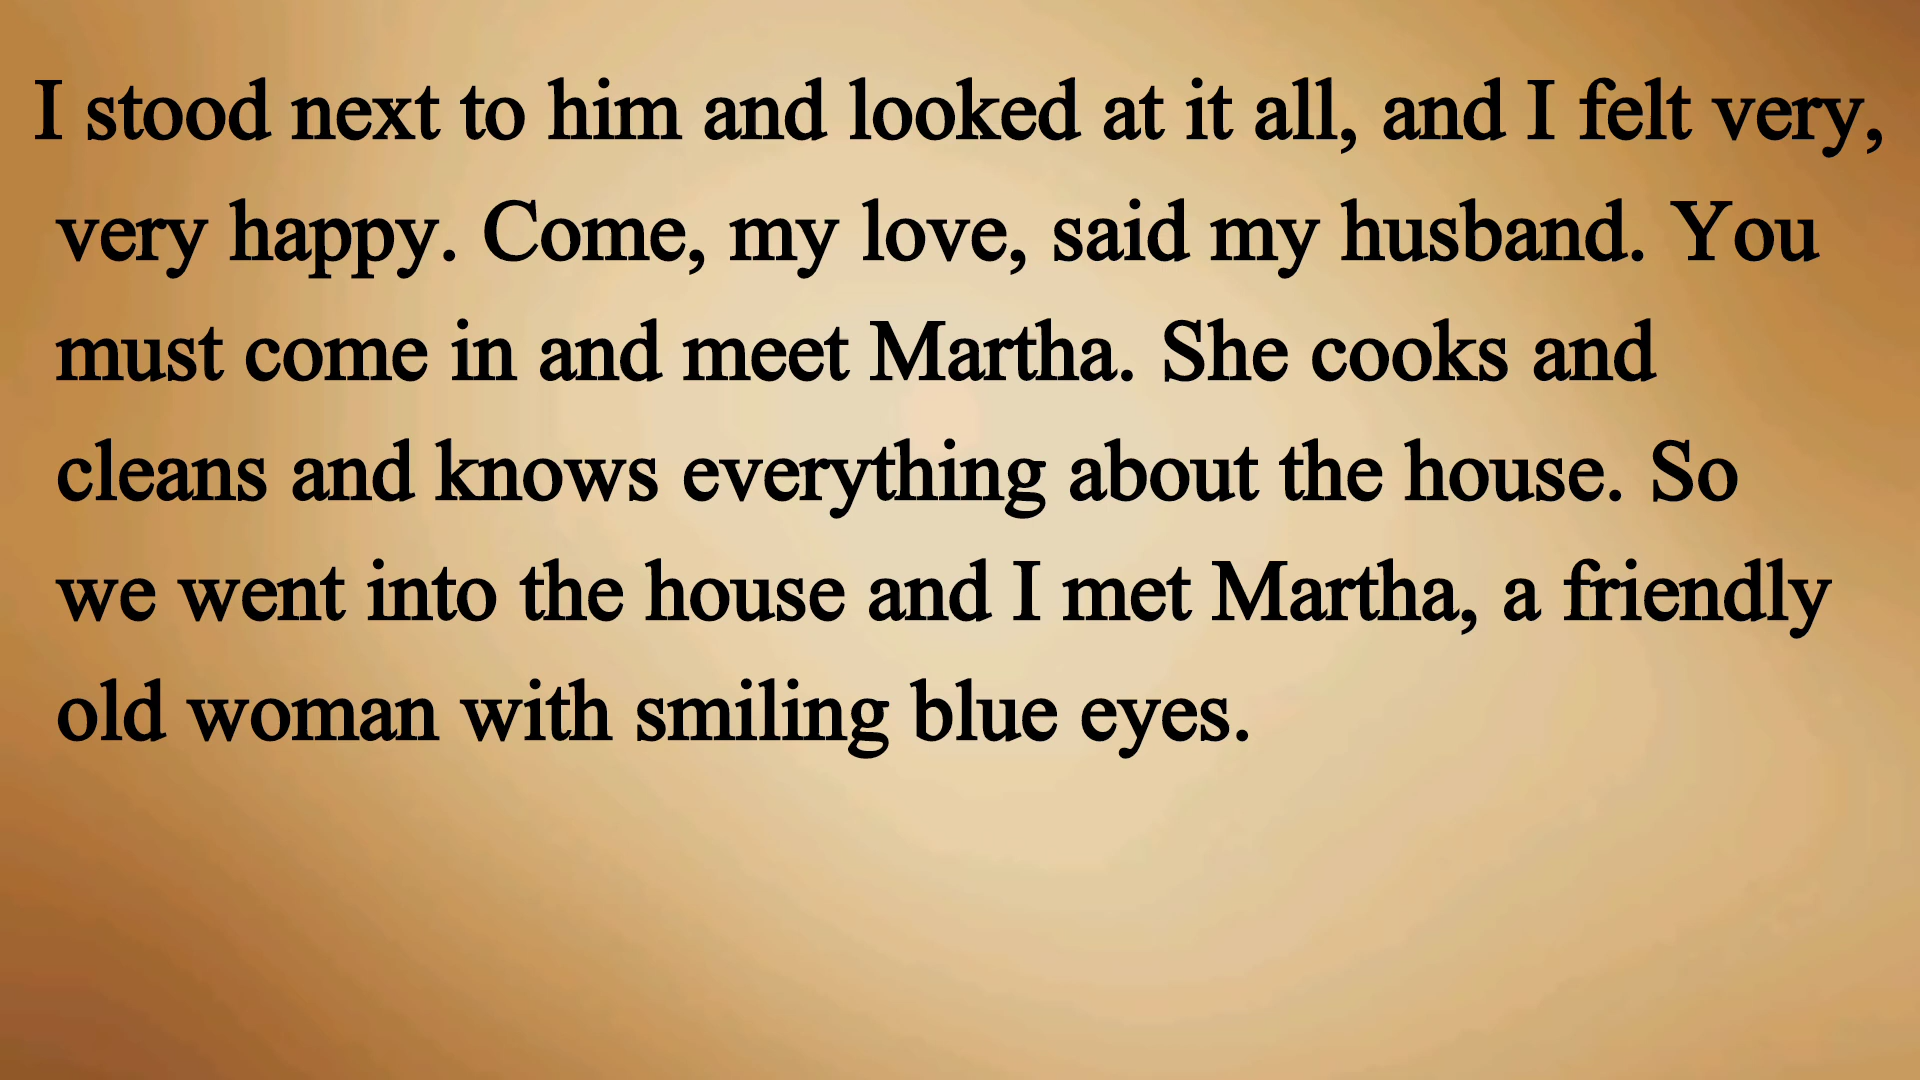 I stood next to him and looked at it all, and I felt very,
very happy. Come, my love, said my husband. You
must come in and meet Martha. She cooks and
cleans and knows everything about the house. So
we went into the house and I met Martha, a friendly
old woman with smiling blue eyes.